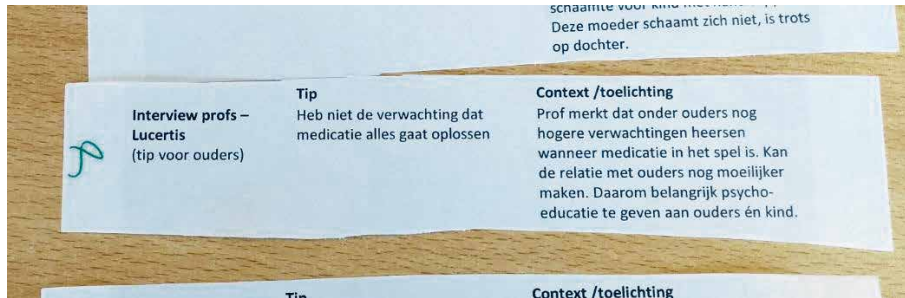 Deze moeder schaamt zich niet, is trots
op dochter.
Interview profs –
Lucertis
(tip voor ouders)
Tip
Heb niet de verwachting dat
medicatie alles gaat oplossen
Context /toelichting
Prof merkt dat onder ouders nog
hogere verwachtingen heersen
wanneer medicatie in het spel is. Kan
de relatie met ouders nog moeilijker
maken. Daarom belangrijk psycho-
educatie te geven aan ouders én kind.
Tip
Context /toelichting